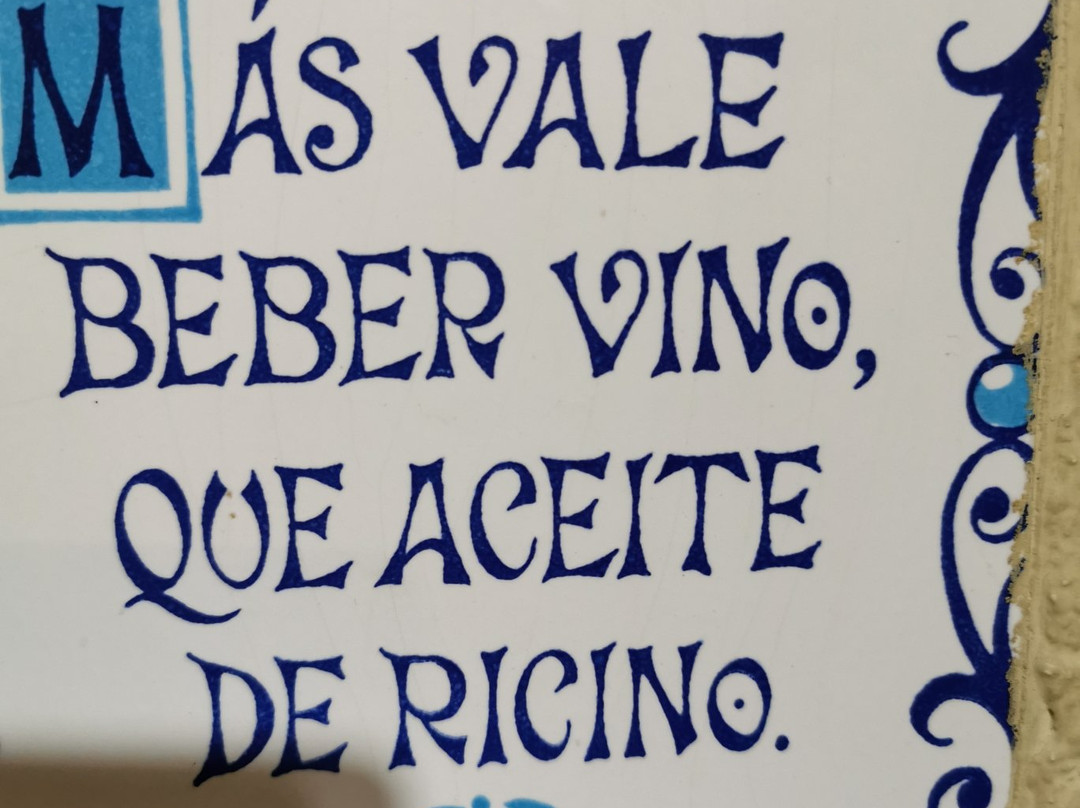 MÁS VALE
BEBER VINO,
QUE ACEITE
DE RICINO.